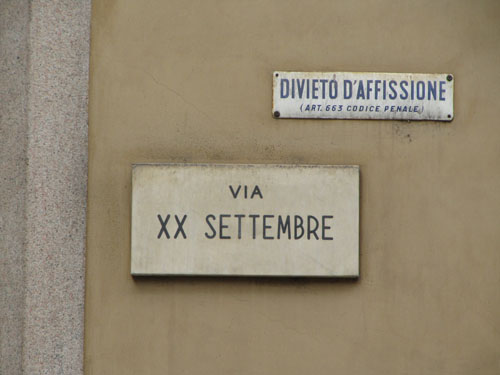 DIVIETO D'AFFISSIONE
(ART. 663 CODICE PENALE)
VIA
XX SETTEMBRE